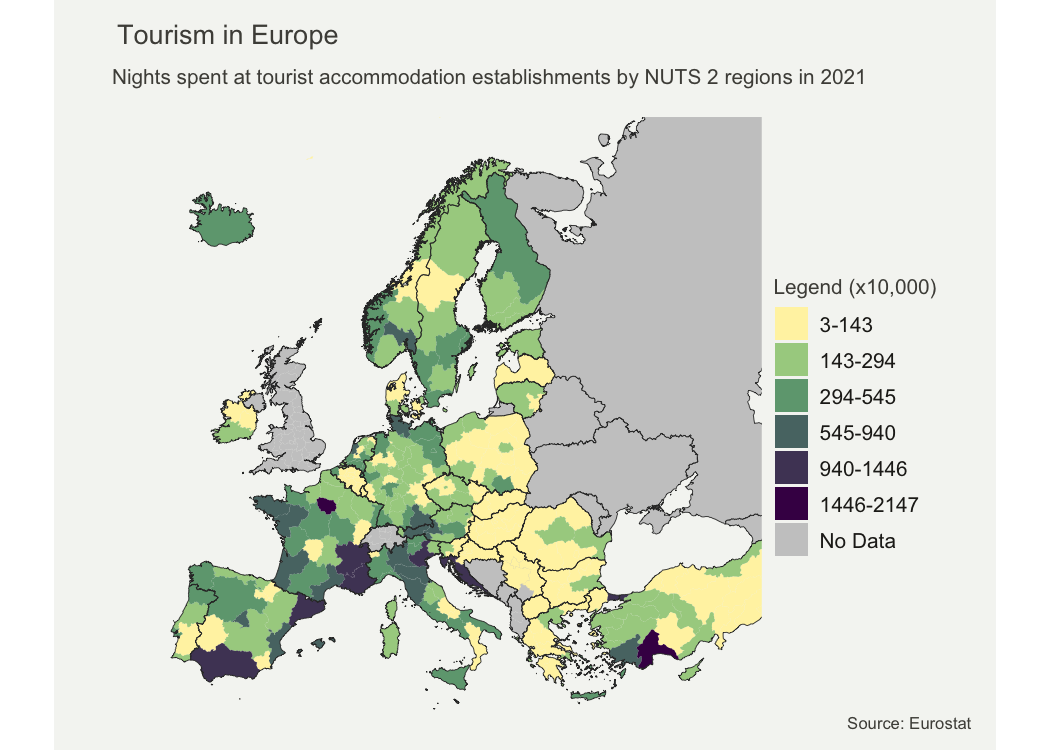 Tourism in Europe
Nights spent at tourist accommodation establishments by NUTS 2 regions in 2021
Legend (x10,000)
3-143
143-294
294-545
545-940
940-1446
1446-2147
No Data
Source: Eurostat